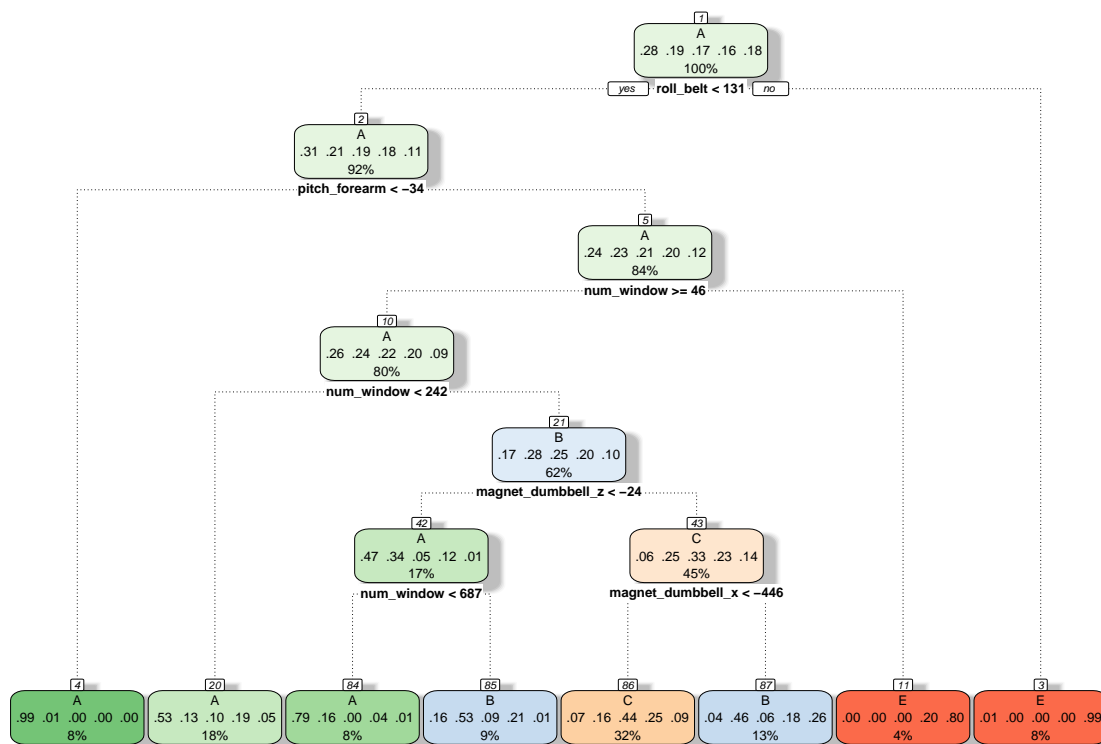 1
A
.28 .19 .17 .16 .18
100%
yes roll_belt < 131 no
2
A
.31 .21 .19 .18 .11
92%
pitch_forearm < −34
5
A
.24 .23 .21 .20 .12
84%
num_window >= 46
10
A
.26 .24 .22 .20 .09
80%
num_window < 242
21
B
.17 .28 .25 .20 .10
62%
magnet_dumbbell_z < −24
42
A
.47 .34 .05 .12 .01
17%
num_window < 687
43
C
.06 .25 .33 .23 .14
45%
magnet_dumbbell_x < −446
4
A
.99 .01 .00 .00 .00
8%
20
A
.53 .13 .10 .19 .05
18%
84
A
.79 .16 .00 .04 .01
8%
85
B
.16 .53 .09 .21 .01
9%
86
C
.07 .16 .44 .25 .09
32%
87
B
.04 .46 .06 .18 .26
13%
11
E
.00 .00 .00 .20 .80
4%
3
E
.01 .00 .00 .00 .99
8%